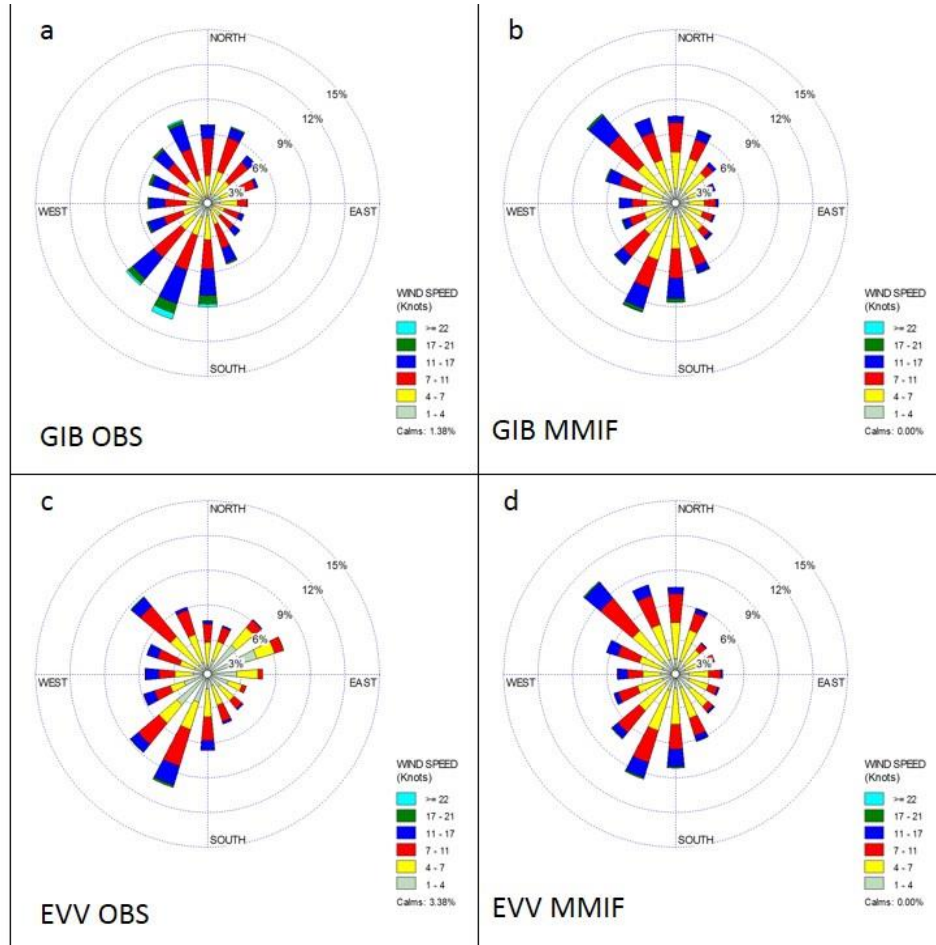 a
NORTH
15%
12%
9%
6%
3%
WEST
EAST
SOUTH
WIND SPEED
(Knots)
>= 22
17 - 21
11 - 17
7 - 11
4 - 7
1 - 4
Calms: 1.38%
GIB OBS
b
NORTH
15%
12%
9%
6%
3%
WEST
EAST
SOUTH
WIND SPEED
(Knots)
>= 22
17 - 21
11 - 17
7 - 11
4 - 7
1 - 4
Calms: 0.00%
GIB MMIF
c
NORTH
15%
12%
9%
6%
3%
WEST
EAST
SOUTH
WIND SPEED
(Knots)
>= 22
17 - 21
11 - 17
7 - 11
4 - 7
1 - 4
Calms: 3.38%
EVV OBS
d
NORTH
15%
12%
9%
6%
3%
WEST
EAST
SOUTH
WIND SPEED
(Knots)
>= 22
17 - 21
11 - 17
7 - 11
4 - 7
1 - 4
Calms: 0.00%
EVV MMIF